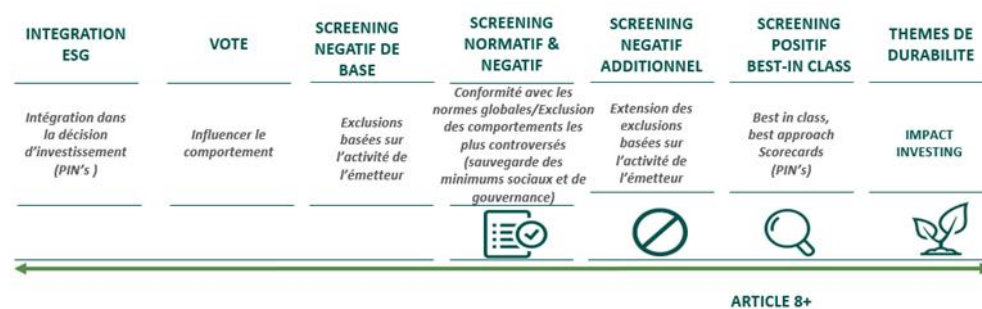 INTEGRATION
ESG
VOTE
SCREENING
NEGATIF DE
BASE
SCREENING
NORMATIF &
NEGATIF
SCREENING
NEGATIF
ADDITIONNEL
SCREENING
POSITIF
BEST-IN CLASS
THEMES DE
DURABILITE
Intégration dans
la décision
d'investissement
(PIN's )
Influencer le
comportement
Exclusions
basées sur
l'activité de
l'émetteur
Conformité avec les
normes globales/Exclusion
des comportements les
plus controversés
(sauvegarde des
minimums sociaux et de
gouvernance)
Extension des
exclusions
basées sur
l'activité de
l'émetteur
Best in class,
best approach
Scorecards
(PIN's)
IMPACT
INVESTING
ARTICLE 8+